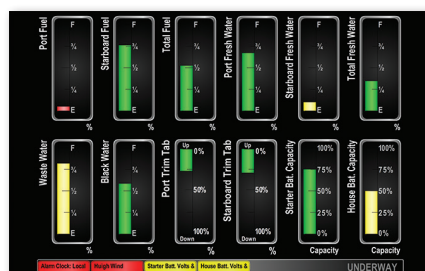 Port Fuel
F
¾
½
¼
E
%
Starboard Fuel
F
¾
½
¼
E
%
Total Fuel
F
¾
½
¼
E
%
Port Fresh Water
F
¾
½
¼
E
%
Starboard Fresh Water
F
¾
½
¼
E
%
Total Fresh Water
F
¾
½
¼
E
%
Waste Water
F
¾
½
¼
E
%
Black Water
F
¾
½
¼
E
%
Port Trim Tab
Up
0%
50%
100%
Down
%
Starboard Trim Tab
Up
0%
50%
100%
Down
%
Starter Bat. Capacity
100%
75%
50%
25%
0%
Capacity
House Bat. Capacity
100%
75%
50%
25%
0%
Capacity
Alarm Clock: Local
Huigh Wind
Starter Batt. Volts &
House Batt. Volts &
UNDERWAY